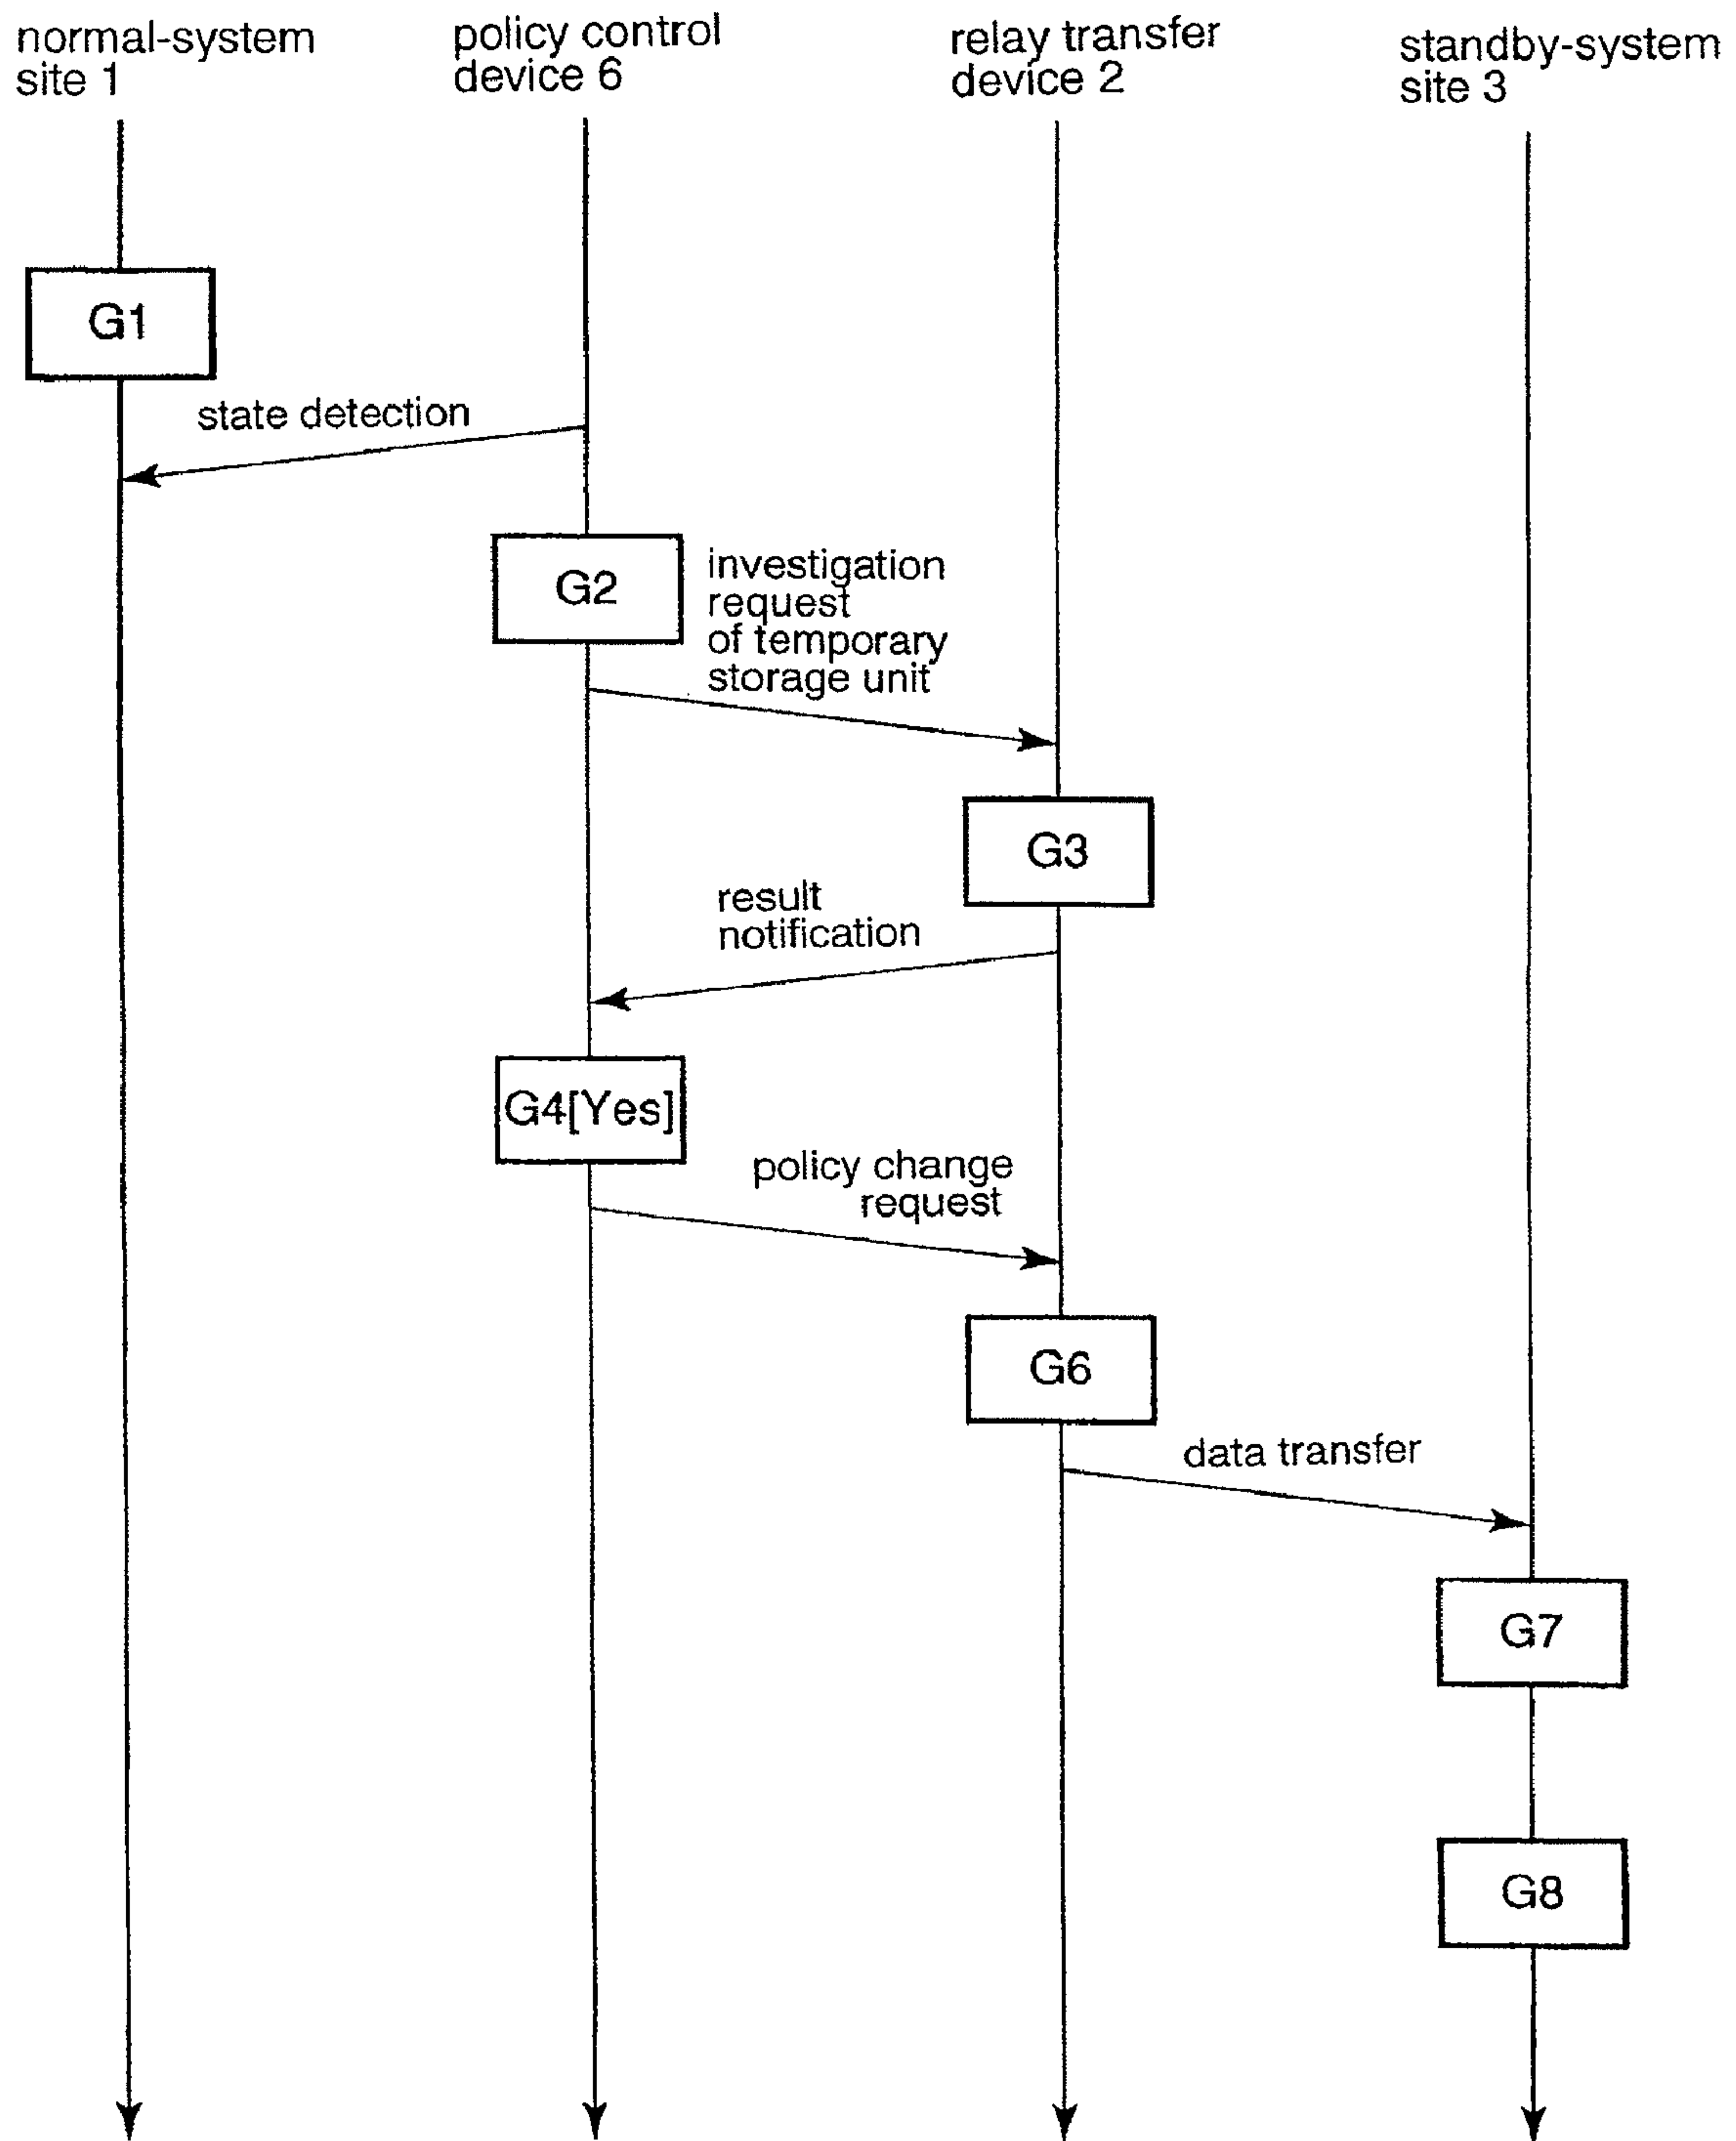 normal-system
site 1
policy control
device 6
relay transfer
device 2
standby-system
site 3
G1
state detection
G2
investigation
request
of temporary
storage unit
G3
result
notification
G4[Yes]
policy change
request
G6
data transfer
G7
G8